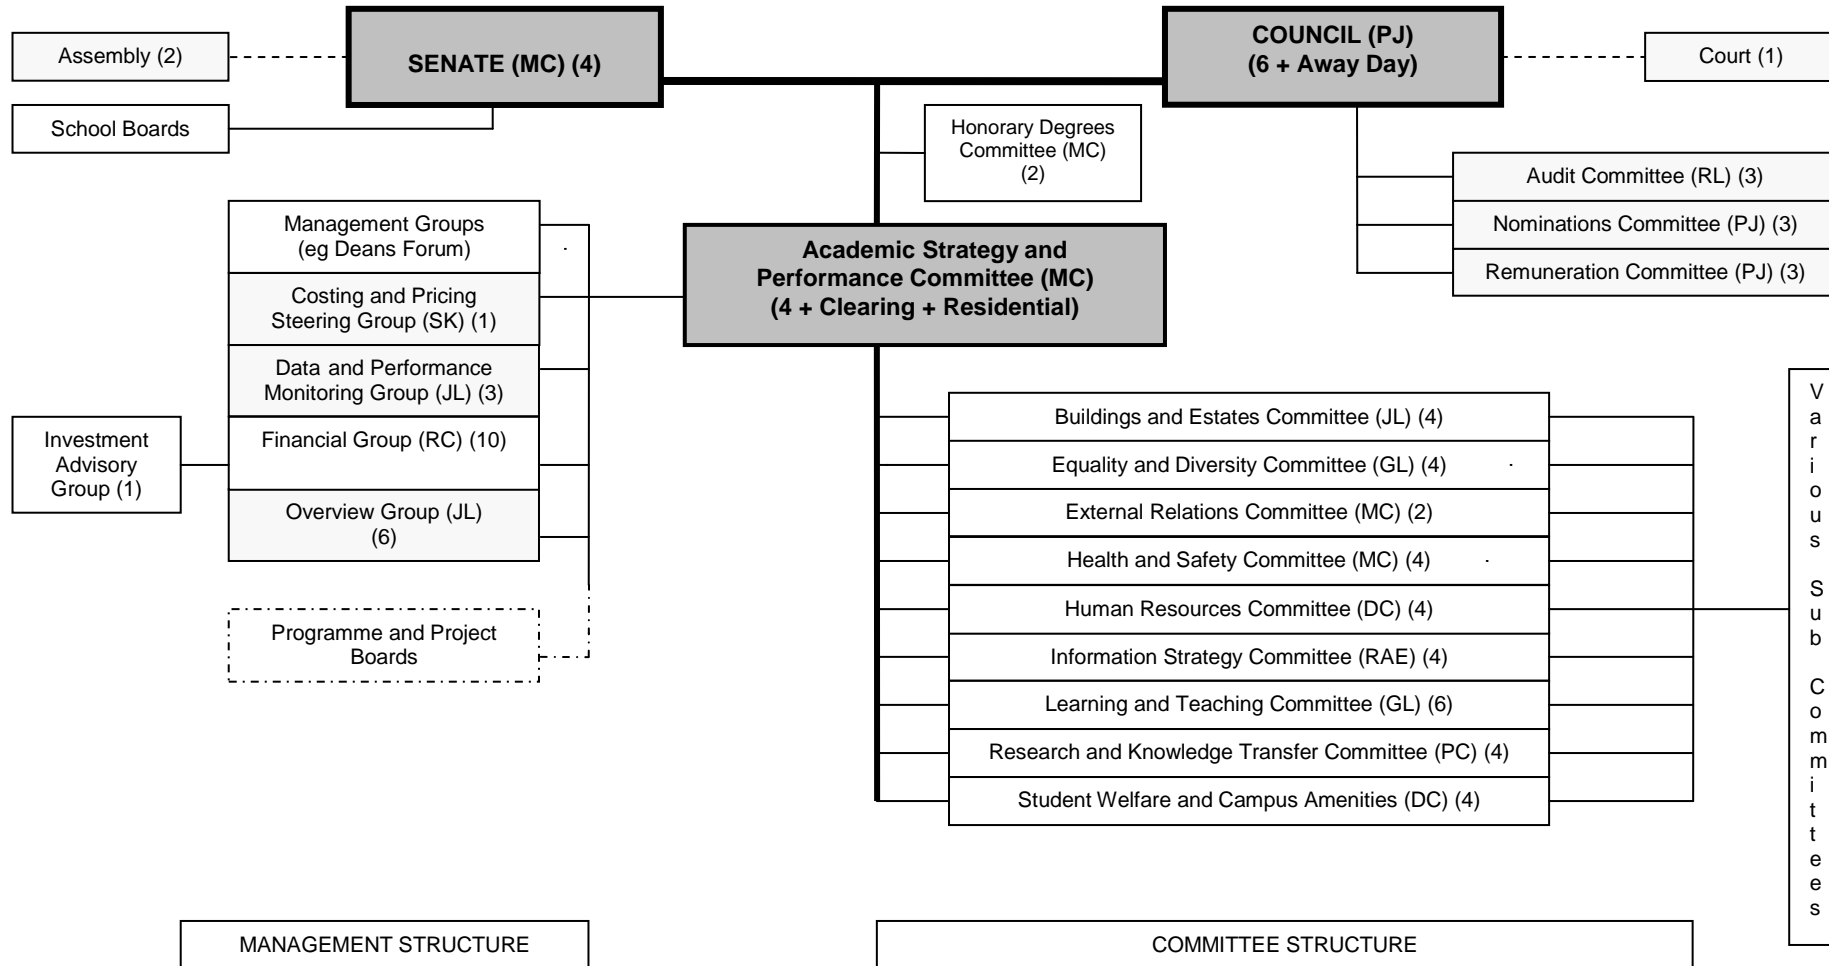 Assembly (2)
SENATE (MC) (4)
COUNCIL (PJ)
(6 + Away Day)
Court (1)
School Boards
Honorary Degrees
Committee (MC)
(2)
Audit Committee (RL) (3)
Nominations Committee (PJ) (3)
Remuneration Committee (PJ) (3)
Management Groups
(eg Deans Forum)
Costing and Pricing
Steering Group (SK) (1)
Data and Performance
Monitoring Group (JL) (3)
Financial Group (RC) (10)
Overview Group (JL)
(6)
Investment
Advisory
Group (1)
Programme and Project
Boards
Academic Strategy and
Performance Committee (MC)
(4 + Clearing + Residential)
Buildings and Estates Committee (JL) (4)
Equality and Diversity Committee (GL) (4)
External Relations Committee (MC) (2)
Health and Safety Committee (MC) (4)
Human Resources Committee (DC) (4)
Information Strategy Committee (RAE) (4)
Learning and Teaching Committee (GL) (6)
Research and Knowledge Transfer Committee (PC) (4)
Student Welfare and Campus Amenities (DC) (4)
Various Sub Committees
MANAGEMENT STRUCTURE
COMMITTEE STRUCTURE